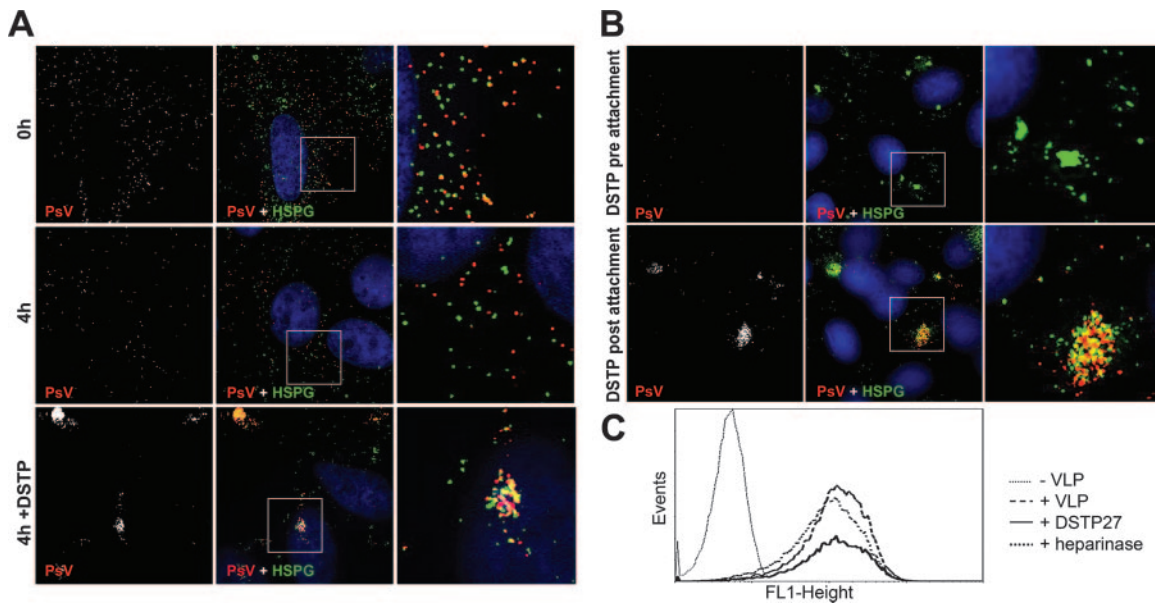 A
0h
PsV
PsV + HSPG
4h
PsV
PsV + HSPG
4h +DSTP
PsV
PsV + HSPG
B
DSTP pre attachment
PsV
PsV + HSPG
DSTP post attachment
PsV
PsV + HSPG
C
Events
FL1-Height
- VLP
+ VLP
+ DSTP27
+ heparinase